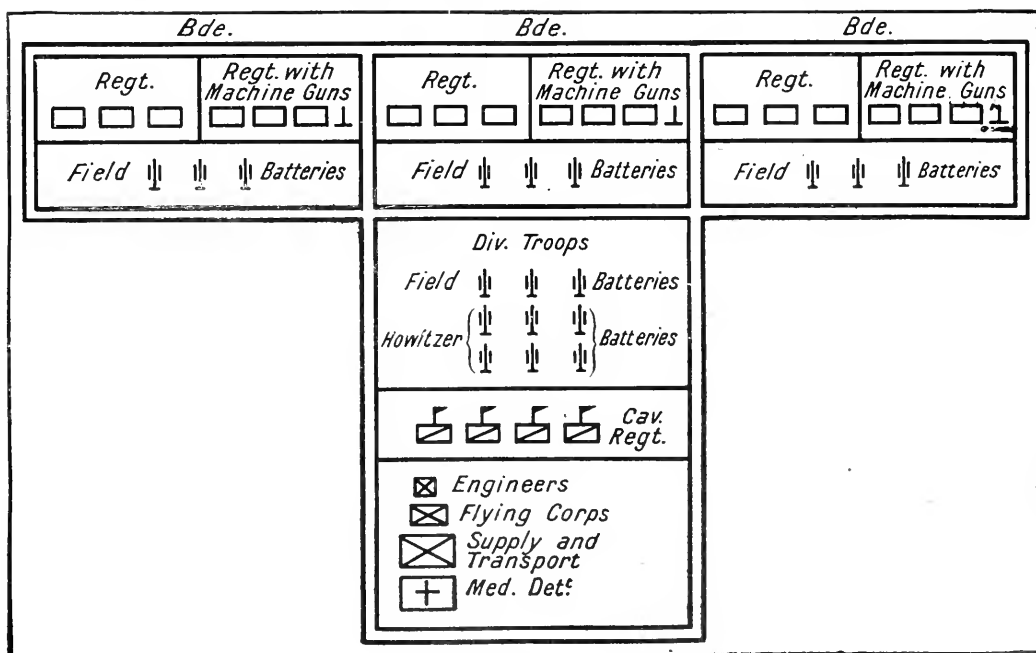 Bde.
Bde.
Bde.
Regt.
Regt. with
Machine Guns
Regt.
Regt. with
Machine Guns
Regt.
Regt. with
Machine Guns
Field Batteries
Field Batteries
Field Batteries
Div. Troops
Field Batteries
Howitzer Batteries
Cav.
Regt.
Engineers
Flying Corps
Supply and
Transport
Med. Detᵗ.